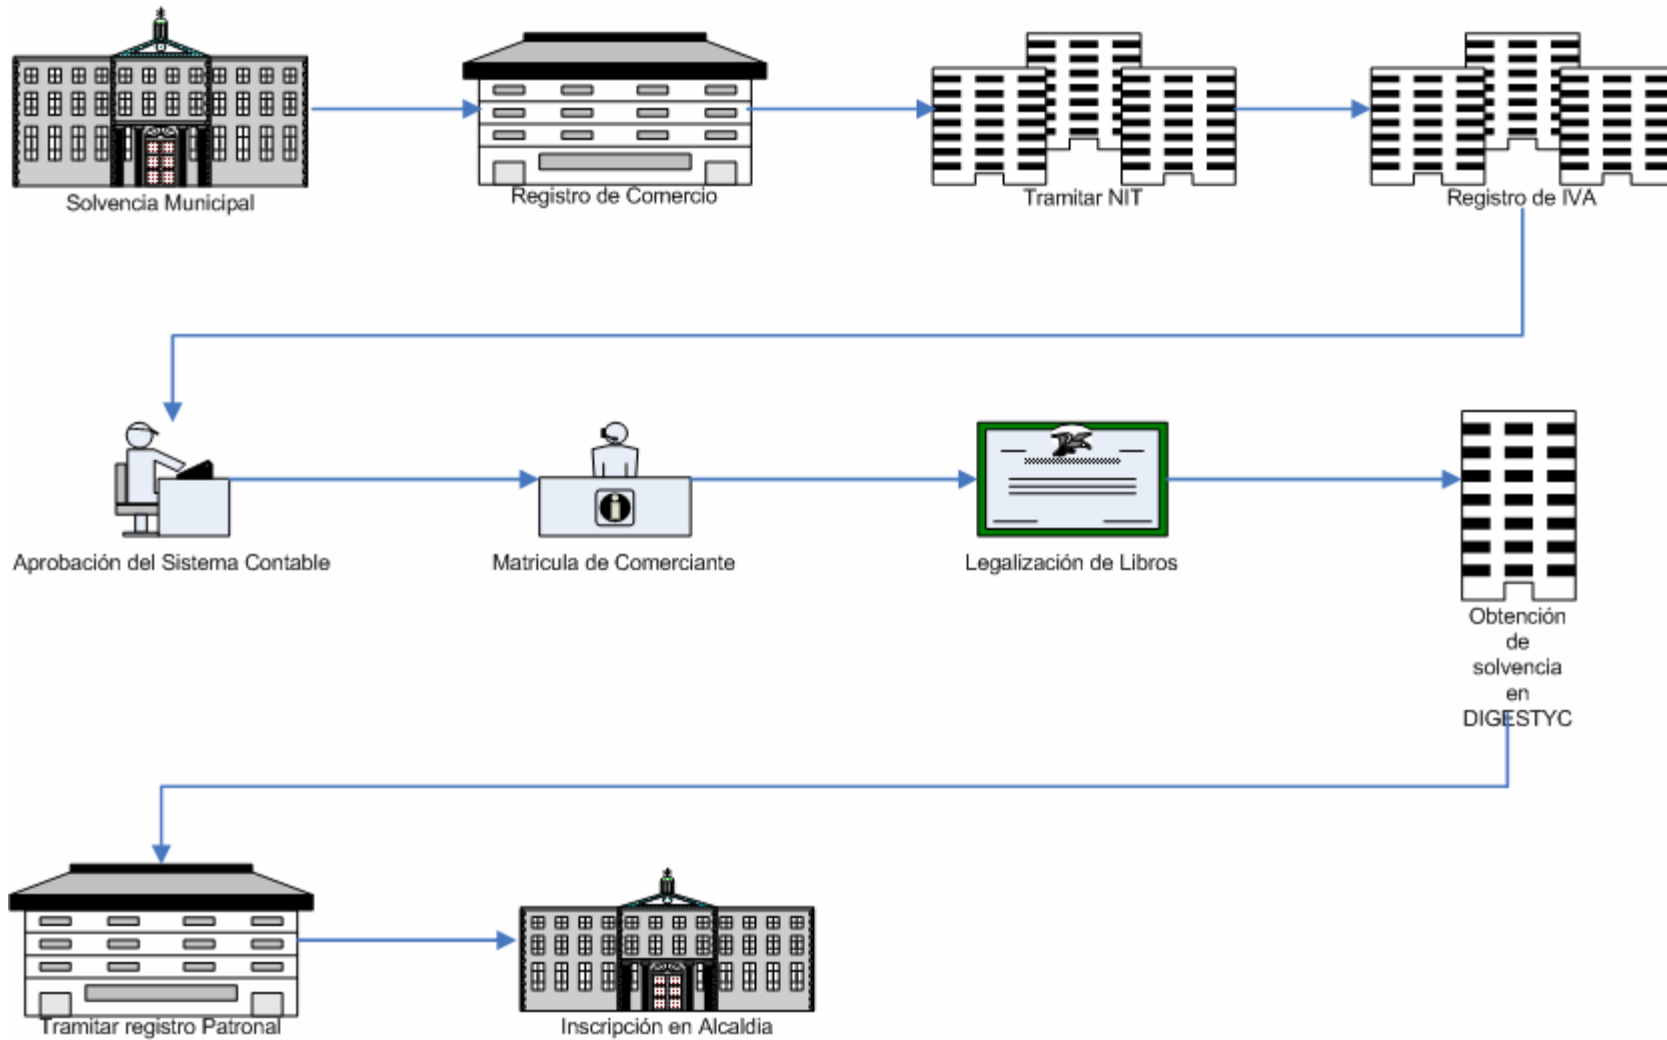 Solvencia Municipal
Registro de Comercio
Tramitar NIT
Registro de IVA
Aprobación del Sistema Contable
Matricula de Comerciante
Legalización de Libros
Obtención
de
solvencia
en
DIGESTYC
Tramitar registro Patronal
Inscripción en Alcaldia